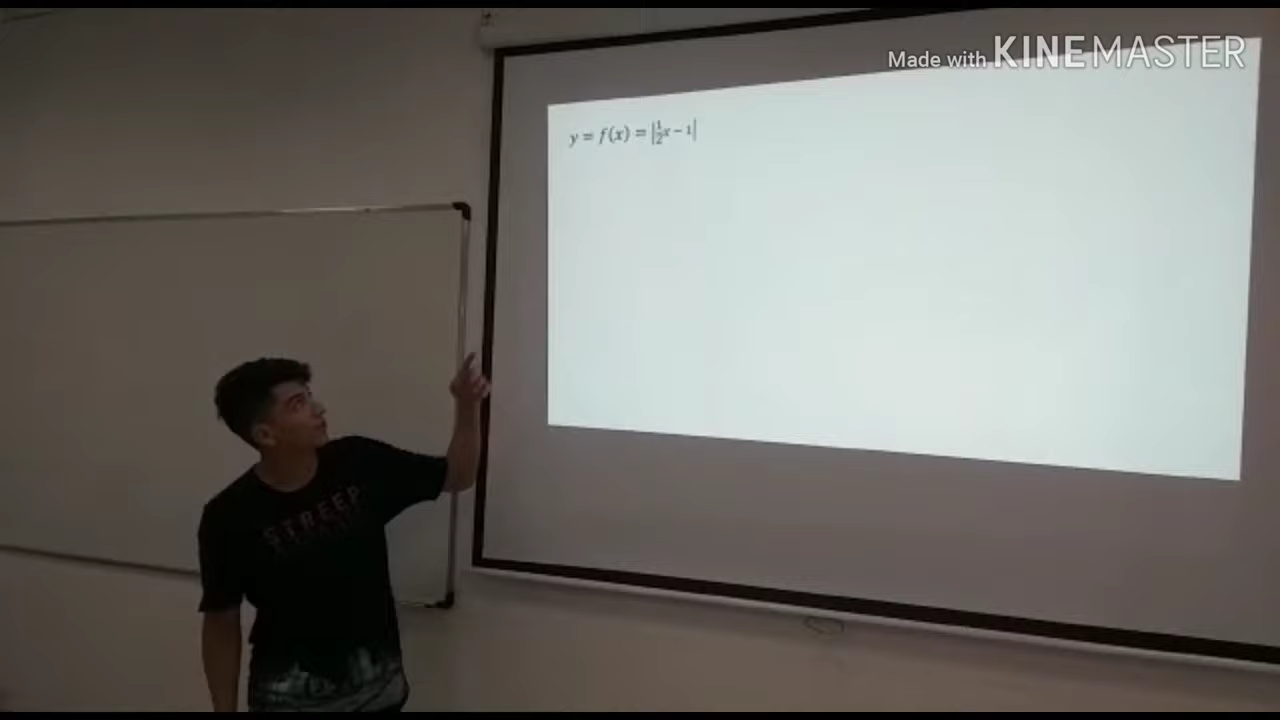 Made with KINEMASTER
y = f(x) = |½x − 1|